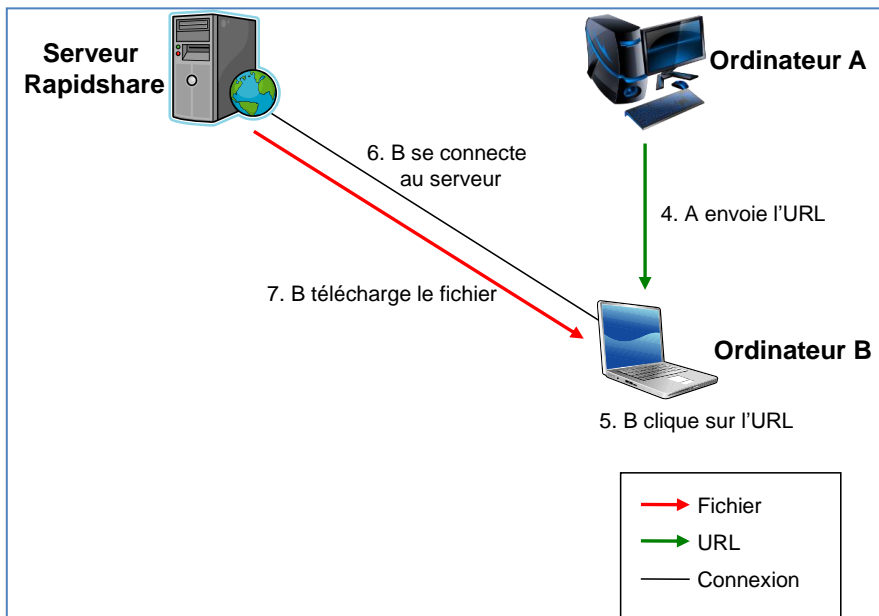 Serveur
Rapidshare
Ordinateur A
6. B se connecte
au serveur
4. A envoie l'URL
7. B télécharge le fichier
Ordinateur B
5. B clique sur l'URL
Fichier
URL
Connexion